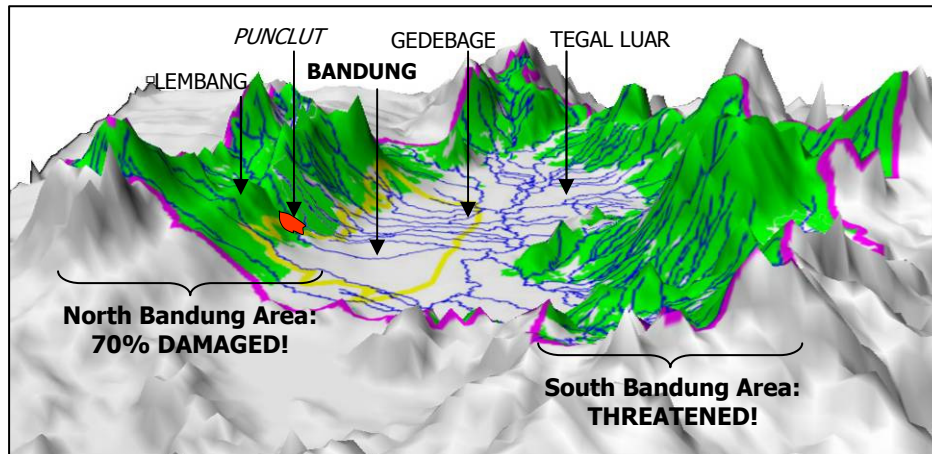 PUNCLUT
GEDEBAGE
TEGAL LUAR
LEMBANG
BANDUNG
North Bandung Area:
70% DAMAGED!
South Bandung Area:
THREATENED!